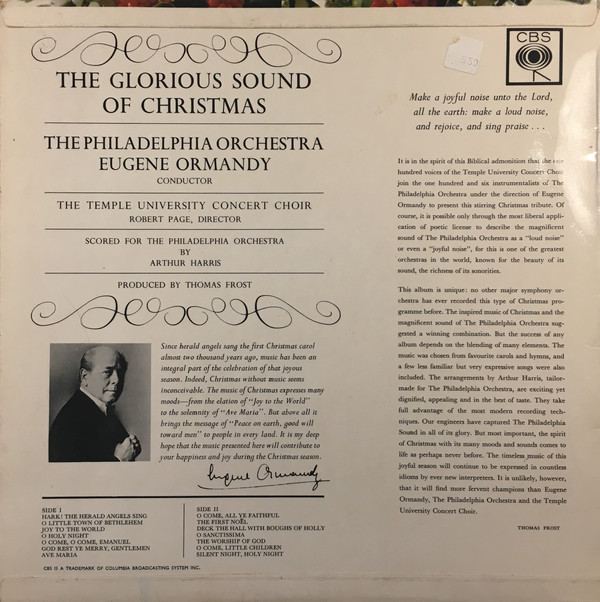 CBS
THE GLORIOUS SOUND
OF CHRISTMAS
THE PHILADELPHIA ORCHESTRA
EUGENE ORMANDY
CONDUCTOR
THE TEMPLE UNIVERSITY CONCERT CHOIR
ROBERT PAGE, DIRECTOR
SCORED FOR THE PHILADELPHIA ORCHESTRA
BY
ARTHUR HARRIS
PRODUCED BY THOMAS FROST
Since herald angels sang the first Christmas carol
almost two thousand years ago, music has been an
integral part of the celebration of that joyous
season. Indeed, Christmas without music seems
inconceivable. The music of Christmas expresses many
moods—from the elation of "Joy to the World"
to the solemnity of "Ave Maria". But above all it
brings the message of "Peace on earth, good will
toward men" to people in every land. It is my deep
hope that the music presented here will contribute to
your happiness and joy during the Christmas season.
Eugene Ormandy
SIDE I
HARK! THE HERALD ANGELS SING
O LITTLE TOWN OF BETHLEHEM
JOY TO THE WORLD
O HOLY NIGHT
O COME, O COME, EMANUEL
GOD REST YE MERRY, GENTLEMEN
AVE MARIA
SIDE II
O COME, ALL YE FAITHFUL
THE FIRST NOËL
DECK THE HALL WITH BOUGHS OF HOLLY
O SANCTISSIMA
THE WORSHIP OF GOD
O COME, LITTLE CHILDREN
SILENT NIGHT, HOLY NIGHT
CBS IS A TRADEMARK OF COLUMBIA BROADCASTING SYSTEM INC.
Make a joyful noise unto the Lord,
all the earth: make a loud noise,
and rejoice, and sing praise . . .
It is in the spirit of this Biblical admonition that the one
hundred voices of the Temple University Concert Choir
join the one hundred and six instrumentalists of The
Philadelphia Orchestra under the direction of Eugene
Ormandy to present this stirring Christmas tribute. Of
course, it is possible only through the most liberal appli-
cation of poetic license to describe the magnificent
sound of The Philadelphia Orchestra as a "loud noise"
or even a "joyful noise", for this is one of the greatest
orchestras in the world, known for the beauty of its
sound, the richness of its sonorities.
This album is unique: no other major symphony or-
chestra has ever recorded this type of Christmas pro-
gramme before. The inspired music of Christmas and the
magnificent sound of The Philadelphia Orchestra sug-
gested a winning combination. But the success of any
album depends on the blending of many elements. The
music was chosen from favourite carols and hymns, and
a few less familiar but very expressive songs were also
included. The arrangements by Arthur Harris, tailor-
made for The Philadelphia Orchestra, are exciting yet
dignified, appealing and in the best of taste. They take
full advantage of the most modern recording tech-
niques. Our engineers have captured The Philadelphia
Sound in all of its glory. But most important, the spirit
of Christmas with its many moods and sounds comes to
life as perhaps never before. The timeless music of this
joyful season will continue to be expressed in countless
idioms by ever new interpreters. It is unlikely, however,
that it will find more fervent champions than Eugene
Ormandy, The Philadelphia Orchestra and the Temple
University Concert Choir.
THOMAS FROST